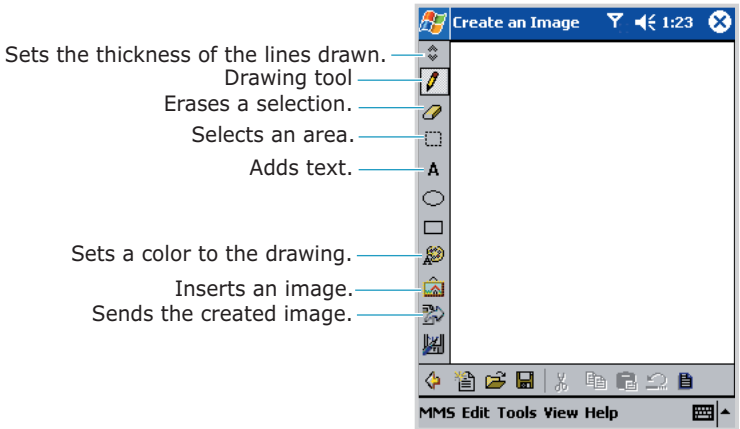 Create an Image 1:23
Sets the thickness of the lines drawn.
Drawing tool
Erases a selection.
Selects an area.
Adds text.
A
Sets a color to the drawing.
A
Inserts an image.
Sends the created image.
MMS Edit Tools View Help